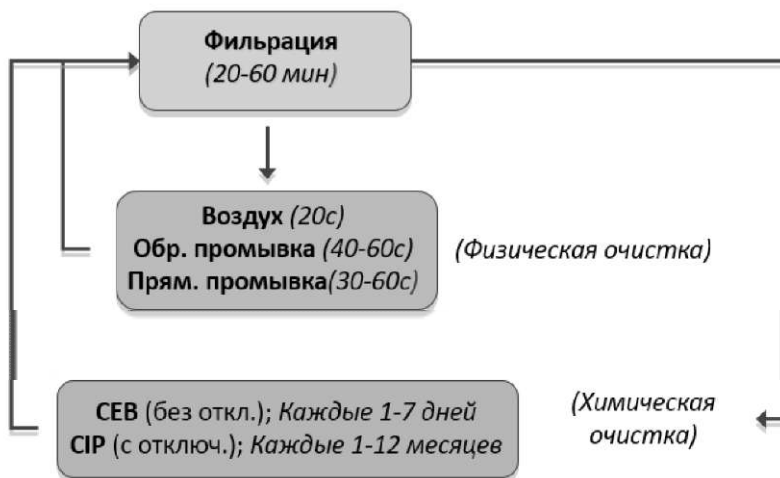 Фильрация
(20-60 мин)
Воздух (20с)
Обр. промывка (40-60с)
Прям. промывка(30-60с)
(Физическая очистка)
CEB (без откл.); Каждые 1-7 дней
CIP (с отключ.); Каждые 1-12 месяцев
(Химическая
очистка)